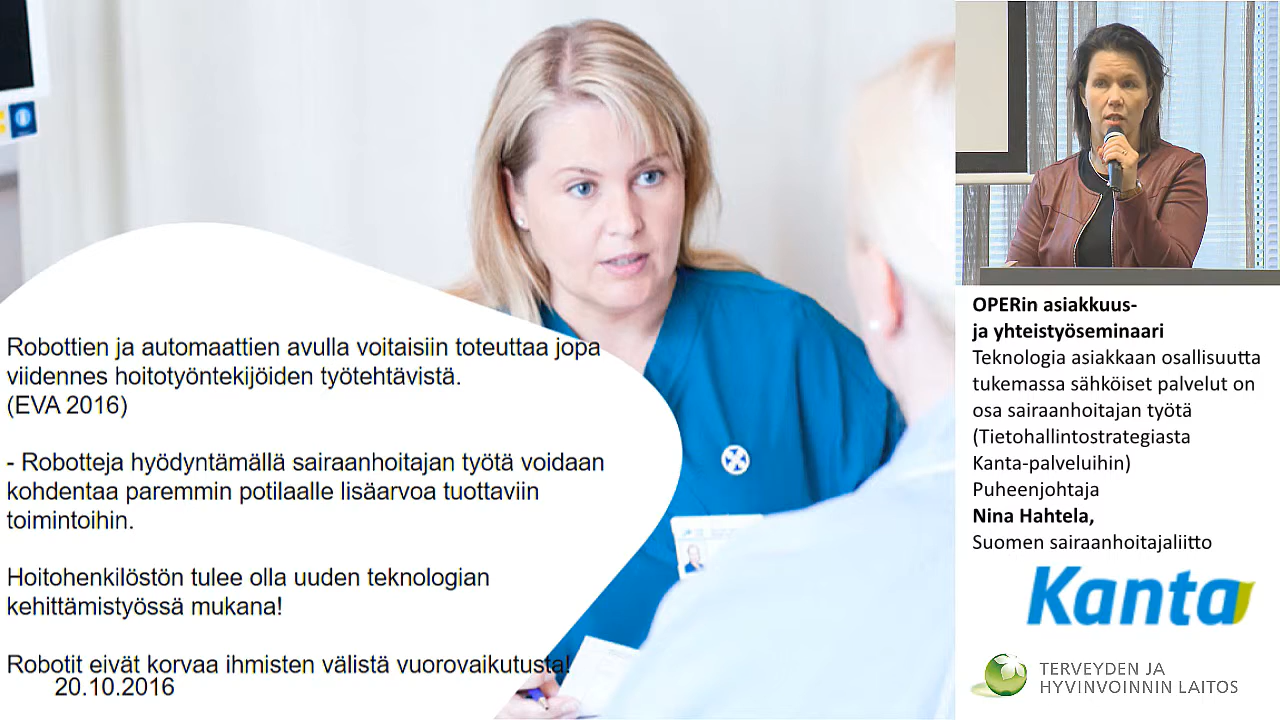 Robottien ja automaattien avulla voitaisiin toteuttaa jopa
viidennes hoitotyöntekijöiden työtehtävistä.
(EVA 2016)
- Robotteja hyödyntämällä sairaanhoitajan työtä voidaan
kohdentaa paremmin potilaalle lisäarvoa tuottaviin
toimintoihin.
Hoitohenkilöstön tulee olla uuden teknologian
kehittämistyössä mukana!
Robotit eivät korvaa ihmisten välistä vuorovaikutusta!
20.10.2016
OPERin asiakkuus-
ja yhteistyöseminaari
Teknologia asiakkaan osallisuutta
tukemassa sähköiset palvelut on
osa sairaanhoitajan työtä
(Tietohallintostrategiasta
Kanta-palveluihin)
Puheenjohtaja
Nina Hahtela,
Suomen sairaanhoitajaliitto
Kanta
TERVEYDEN JA
HYVINVOINNIN LAITOS